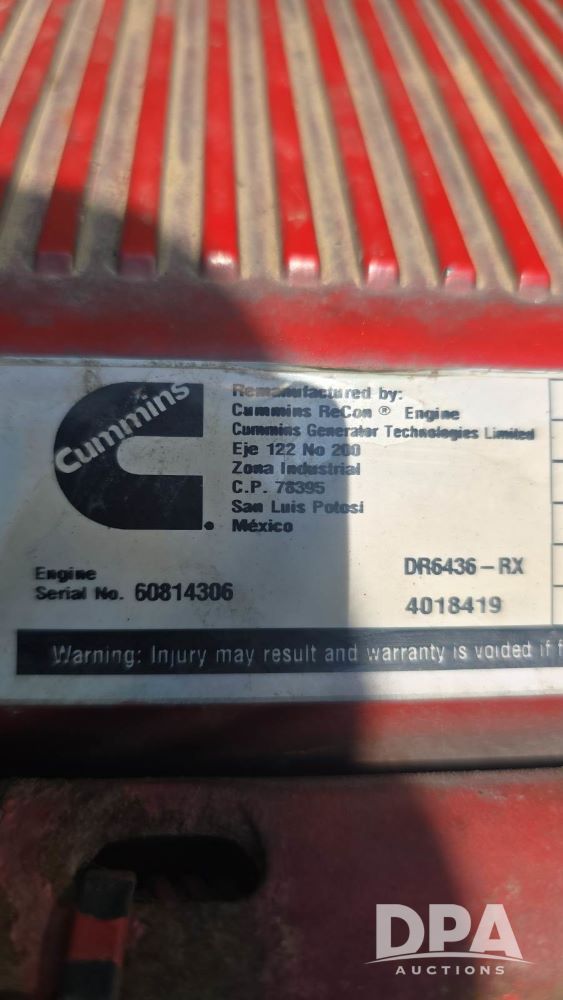 Cummins
Remanufactured by:
Cummins ReCon ® Engine
Cummins Generator Technologies Limited
Eje 122 No 200
Zona Industrial
C.P. 78395
San Luis Potosi
México
Engine
Serial No. 60814306
DR6436-RX
4018419
Warning: Injury may result and warranty is voided if f
DPA
AUCTIONS